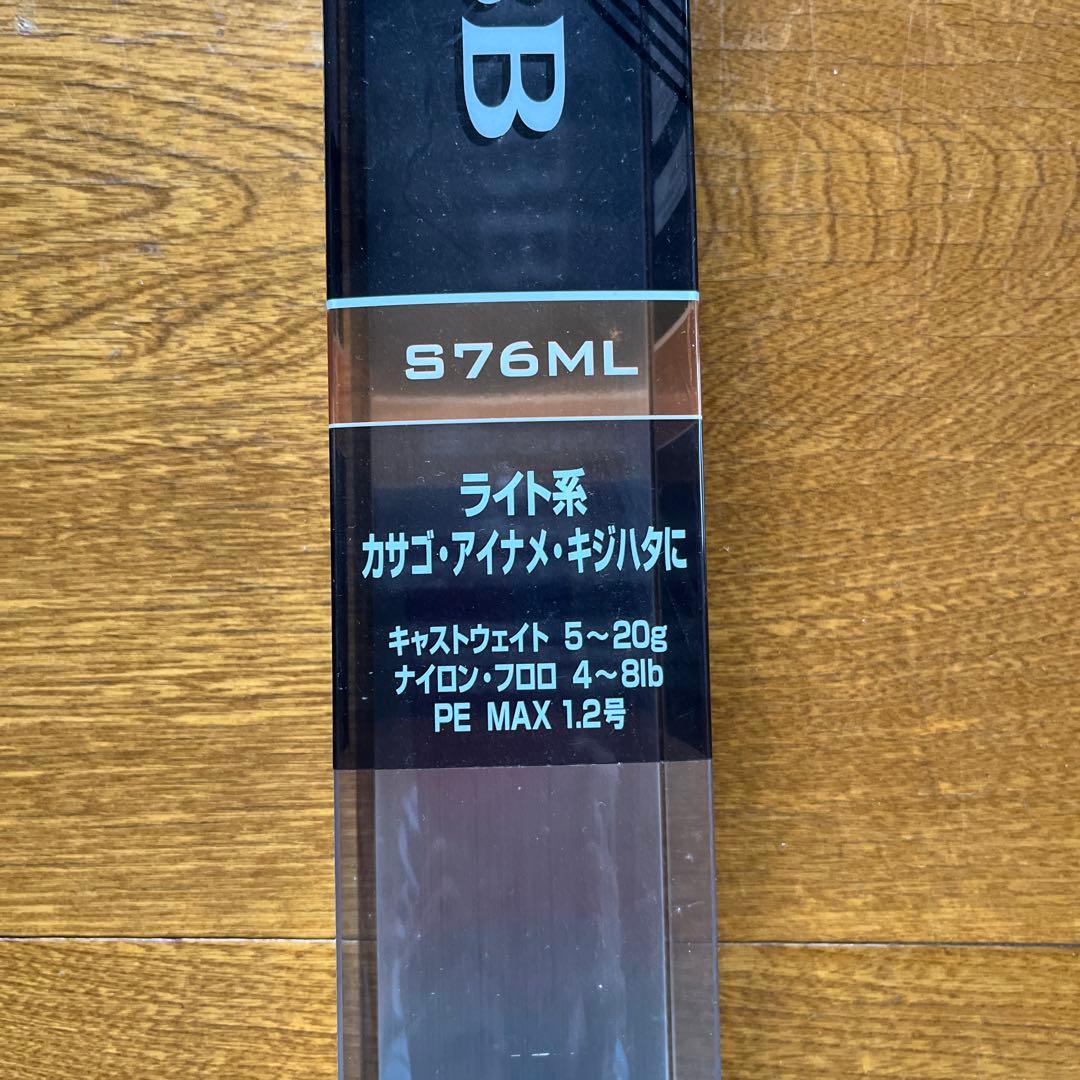 B
S76ML
ライト系
カサゴ・アイナメ・キジハタに
キャストウェイト 5～20g
ナイロン・フロロ 4～8lb
PE MAX 1.2号